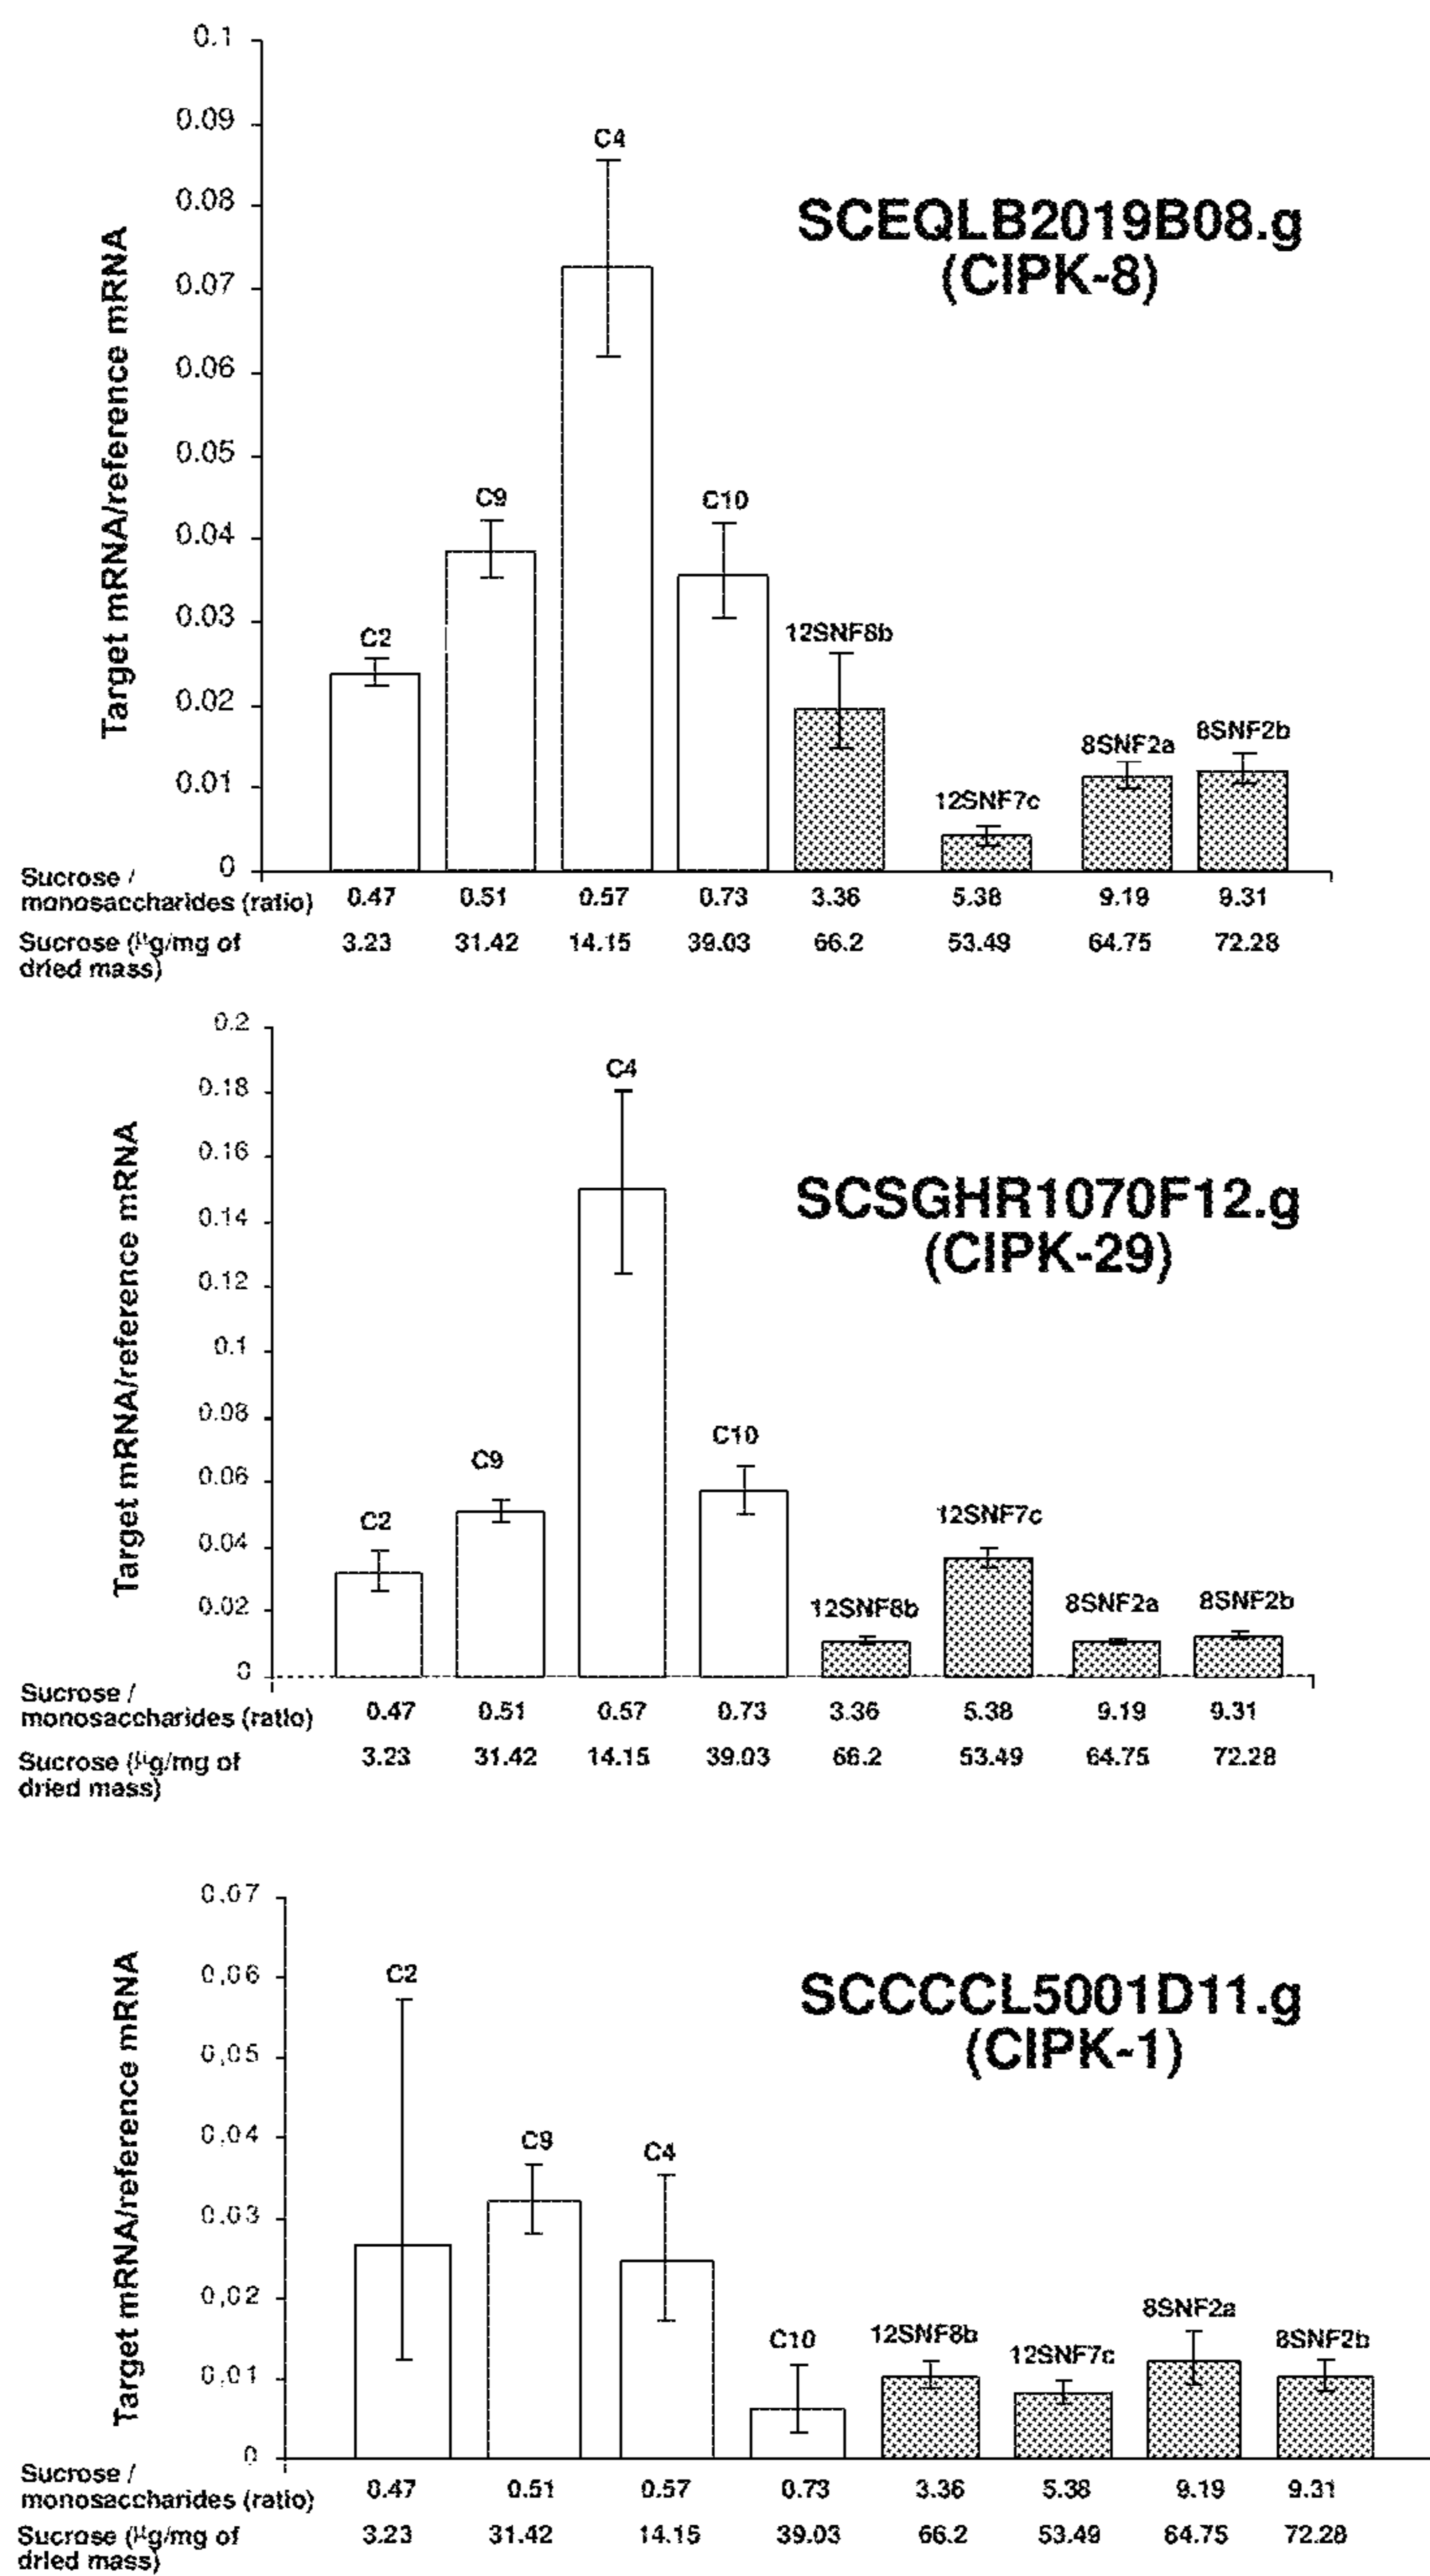 0.1
0.09
0.08
0.07
0.06
0.05
0.04
0.03
0.02
0.01
0
Target mRNA/reference mRNA
SCEQLB2019B08.g
(CIPK-8)
C2
C9
C4
C10
12SNF8b
12SNF7c
8SNF2a
8SNF2b
Sucrose /
monosaccharides (ratio) 0.47 0.51 0.57 0.73 3.36 5.38 9.19 9.31
Sucrose (µg/mg of 3.23 31.42 14.15 39.03 66.2 53.49 64.75 72.28
dried mass)
0.2
0.18
0.16
0.14
0.12
0.1
0.08
0.06
0.04
0.02
0
Target mRNA/reference mRNA
SCSGHR1070F12.g
(CIPK-29)
C2
C9
C4
C10
12SNF8b
12SNF7c
8SNF2a
8SNF2b
Sucrose /
monosaccharides (ratio) 0.47 0.51 0.57 0.73 3.36 5.38 9.19 9.31
Sucrose (µg/mg of 3.23 31.42 14.15 39.03 66.2 53.49 64.75 72.28
dried mass)
0,07
0,06
0,05
0,04
0,03
0,02
0,01
0
Target mRNA/reference mRNA
SCCCCL5001D11.g
(CIPK-1)
C2
C9
C4
C10
12SNF8b
12SNF7c
8SNF2a
8SNF2b
Sucrose /
monosaccharides (ratio) 0.47 0.51 0.57 0.73 3.36 5.38 9.19 9.31
Sucrose (µg/mg of 3.23 31.42 14.15 39.03 66.2 53.49 64.75 72.28
dried mass)